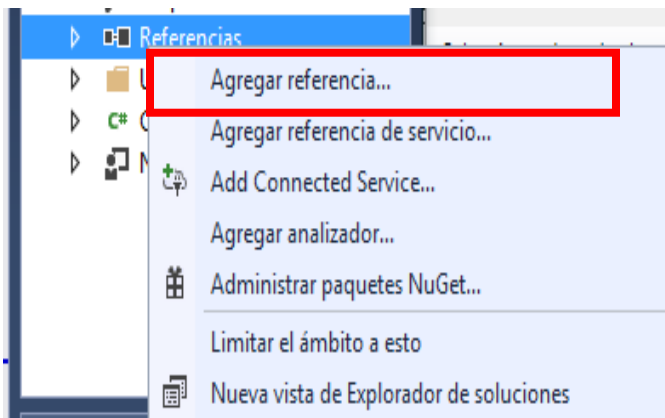 Referencias
Agregar referencia...
Agregar referencia de servicio...
C#
Add Connected Service...
Agregar analizador...
Administrar paquetes NuGet...
Limitar el ámbito a esto
Nueva vista de Explorador de soluciones